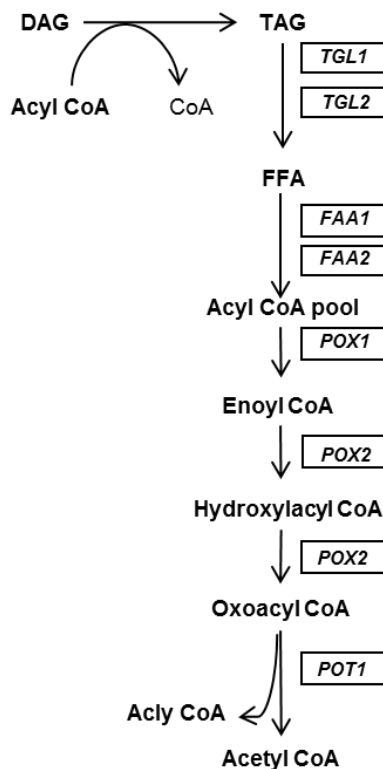 DAG TAG
TGL1
Acyl CoA CoA TGL2
FFA
FAA1
FAA2
Acyl CoA pool
POX1
Enoyl CoA
POX2
Hydroxylacyl CoA
POX2
Oxoacyl CoA
POT1
Acly CoA
Acetyl CoA